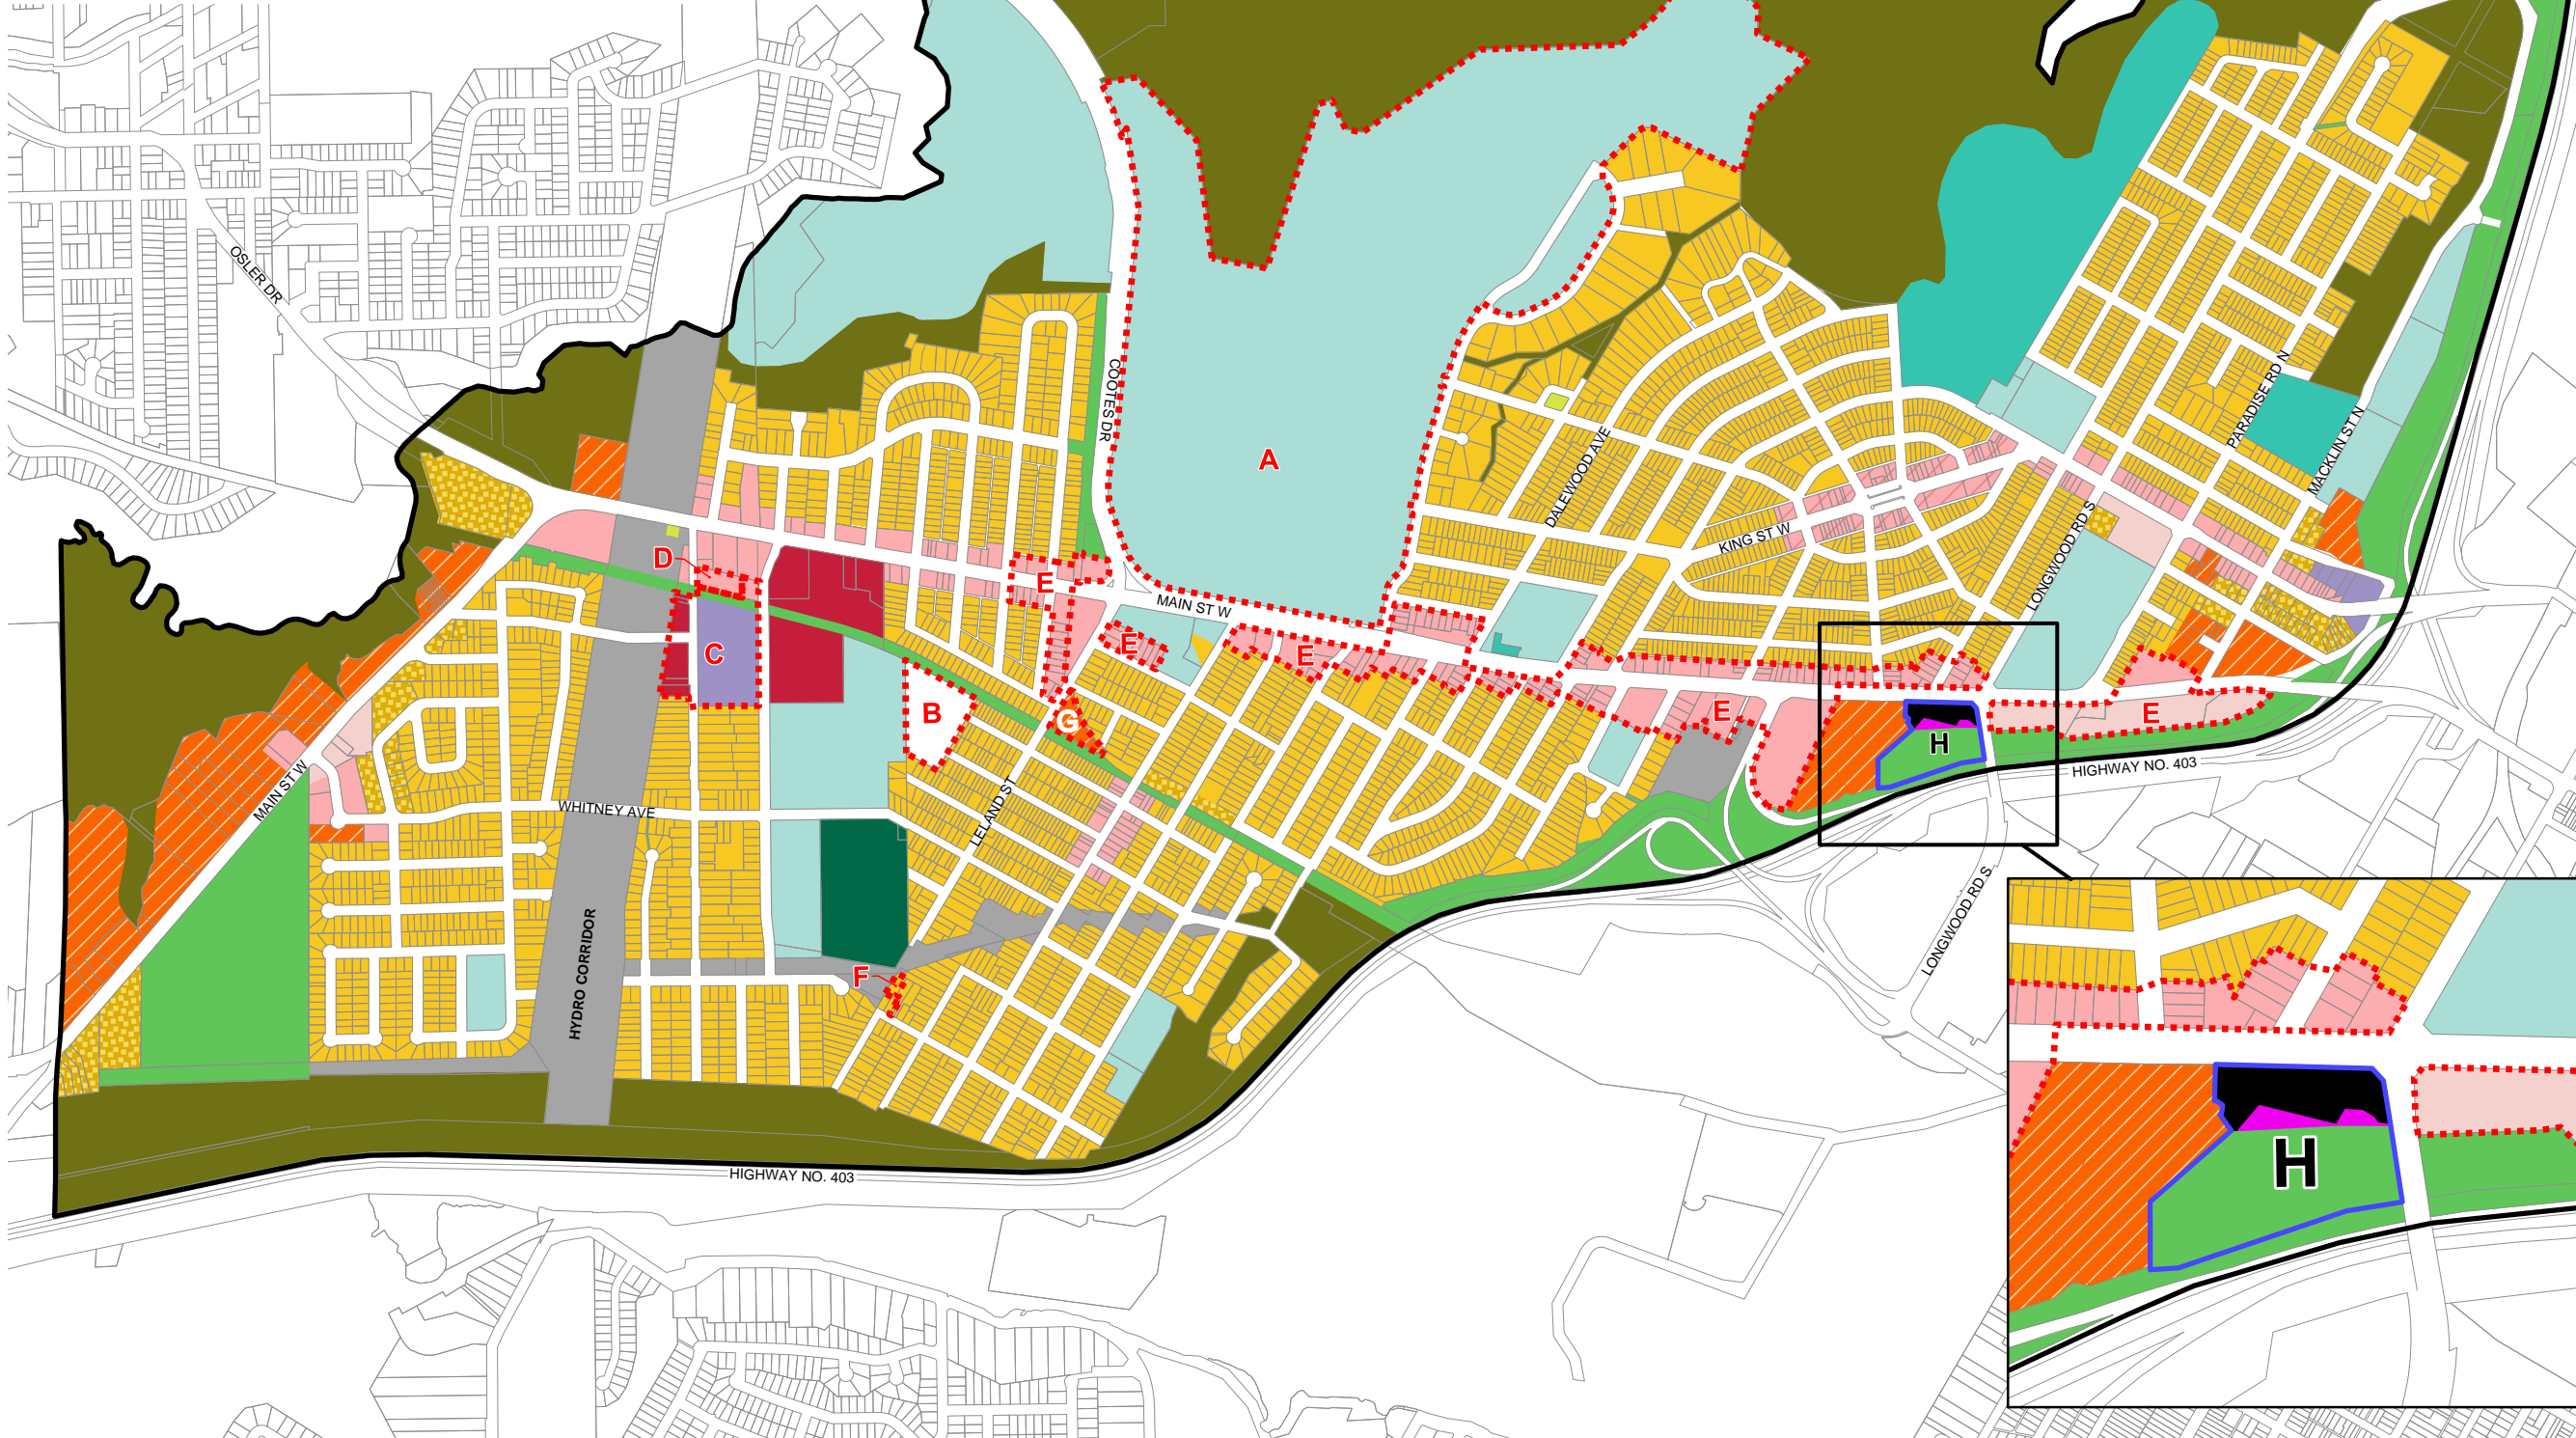 OSLER DR
COOTES DR
A
DALEWOOD AVE
KING ST W
PARADISE RD N
MACKLIN ST N
LONGWOOD RD S
D
E
MAIN ST W
E
E
C
B
G
E
E
H
HIGHWAY NO. 403
MAIN ST W
WHITNEY AVE
LELAND ST
LONGWOOD RD S
HYDRO CORRIDOR
F
H
HIGHWAY NO. 403